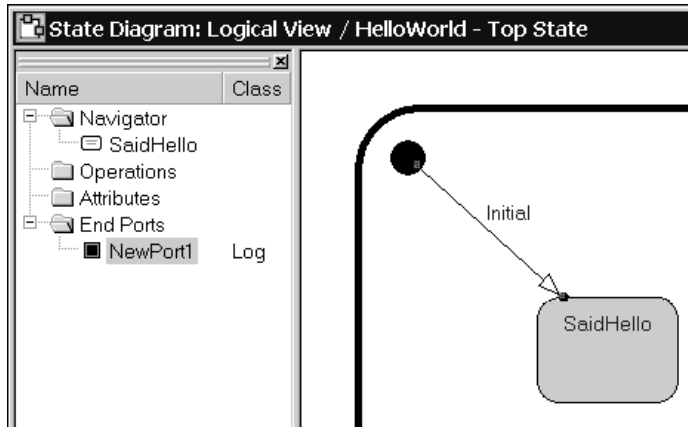 State Diagram: Logical View / HelloWorld - Top State
Name Class
Navigator
SaidHello
Operations
Attributes
End Ports
NewPort1 Log
Initial
SaidHello